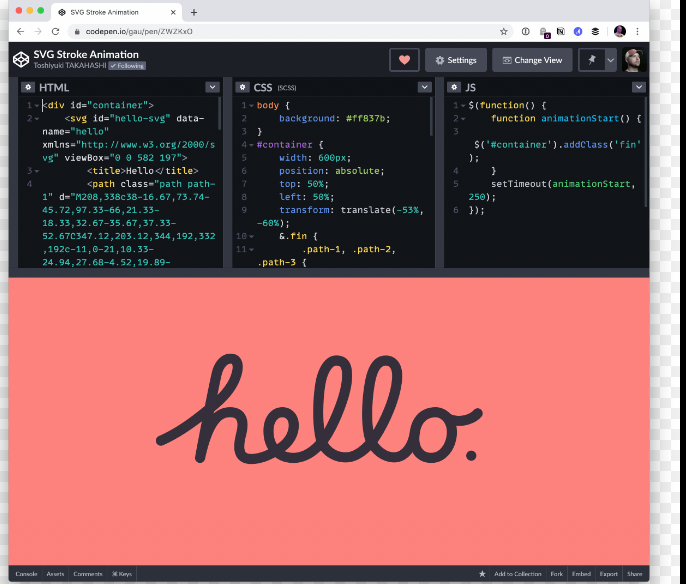 SVG Stroke Animation
codepen.io/gau/pen/ZWZKxO
SVG Stroke Animation
Toshiyuki TAKAHASHI ✓ Following
Settings
Change View
HTML
1 <div id="container">
2 <svg id="hello-svg" data-
name="hello"
xmlns="http://www.w3.org/2000/s
vg" viewBox="0 0 582 197">
3 <title>Hello</title>
4 <path class="path path-
1" d="M208,338c38-16.67,73.74-
45.72,97.33-66,21.33-
18.33,32.67-35.67,37.33-
52.67C347.12,203.12,344,192,332
,192c-11,0-21,10.33-
24.94,27.68-4.52,19.89-
CSS (SCSS)
1 body {
2 background: #ff837b;
3 }
4 #container {
5 width: 600px;
6 position: absolute;
7 top: 50%;
8 left: 50%;
9 transform: translate(-53%,
-60%);
10 &.fin {
11 .path-1, .path-2,
.path-3 {
JS
1 $(function() {
2 function animationStart() {
3
$('#container').addClass('fin'
);
4 }
5 setTimeout(animationStart,
250);
6 });
hello.
Console Assets Comments ⌘ Keys
Add to Collection Fork Embed Export Share